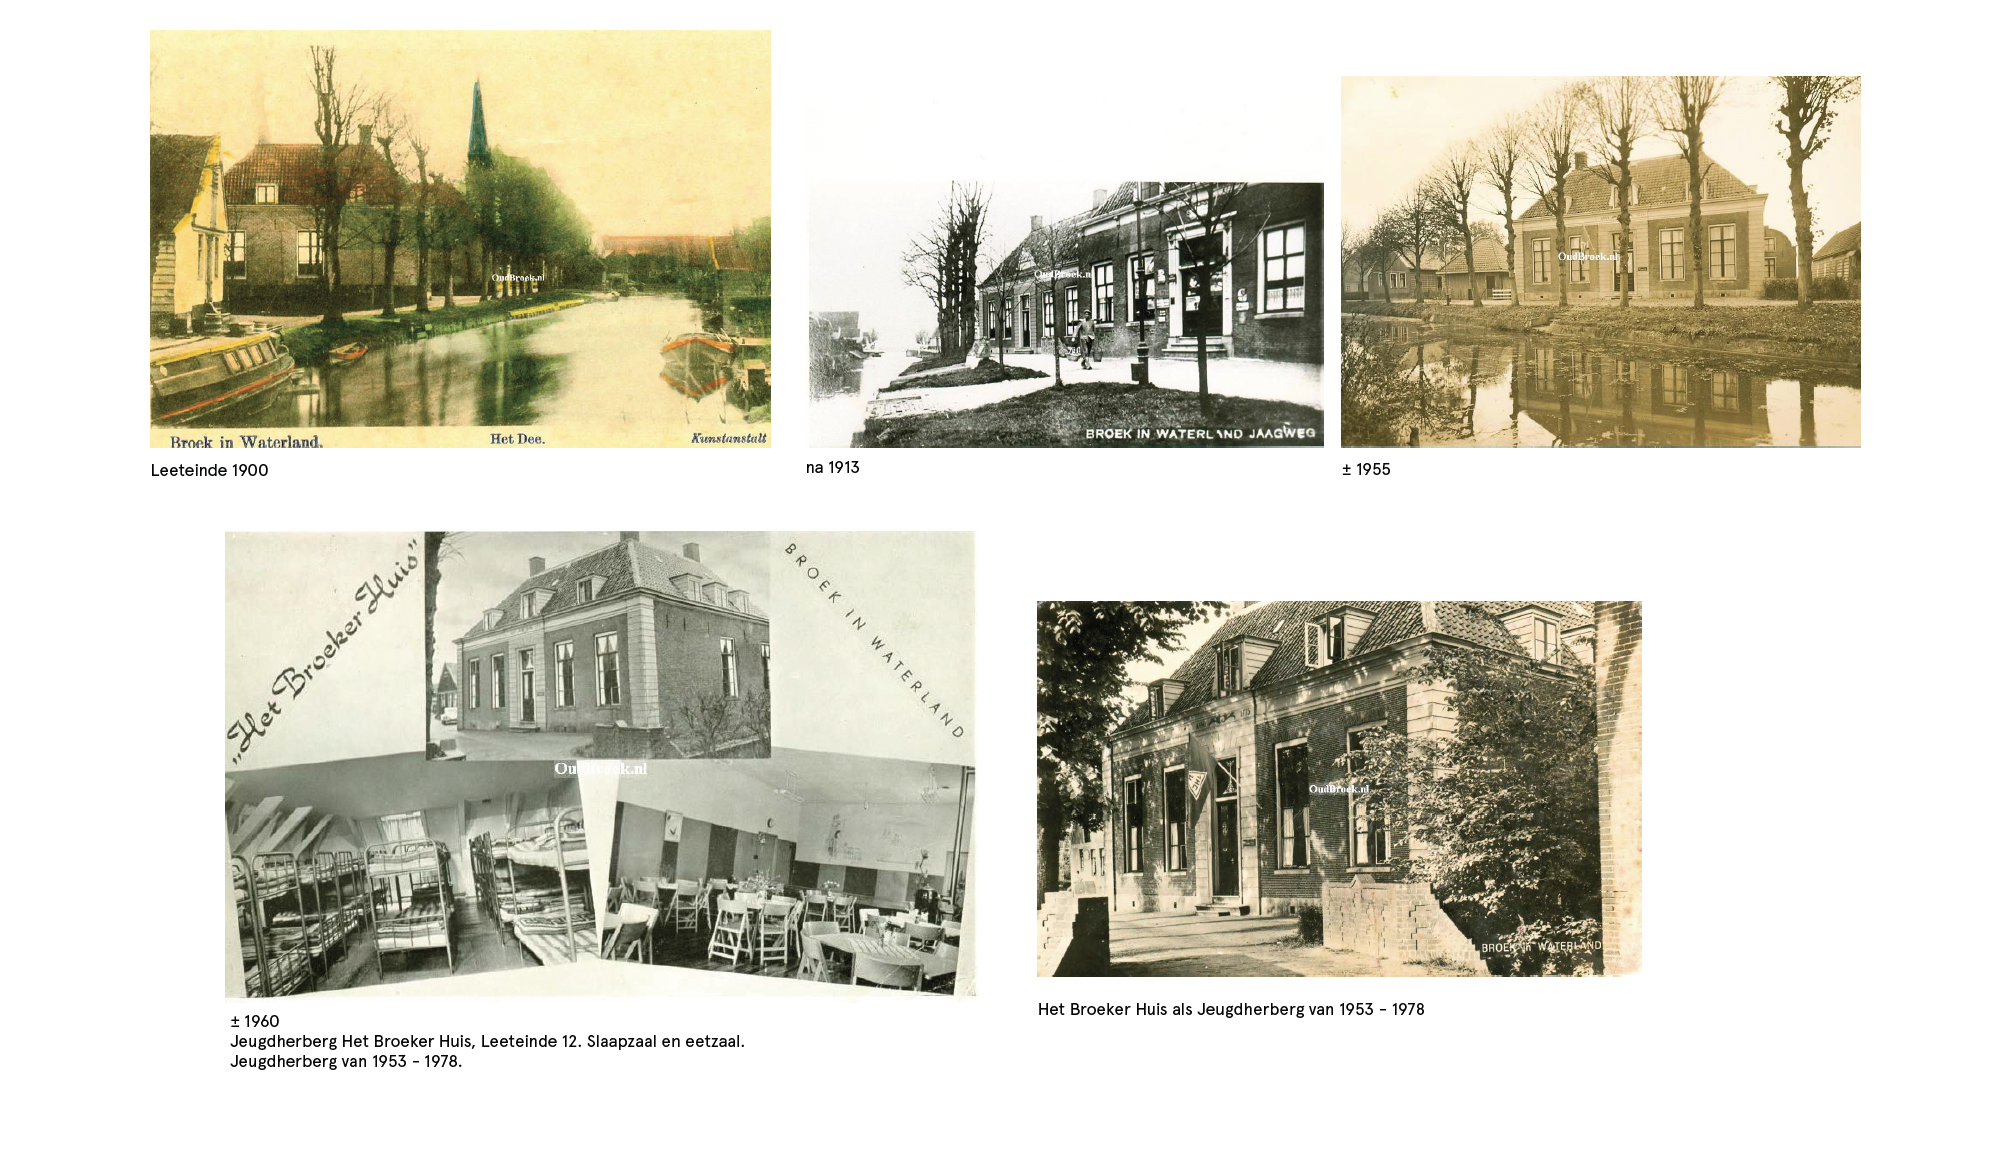 OudBroek.nl
Broek in Waterland.
Het Dee.
Kunstanstalt
Leeteinde 1900
OudBroek.n
BROEK IN WATERLAND JAAGWEG
na 1913
OudBroek.nl
± 1955
„Het Broeker Huis”
BROEK IN WATERLAND
OudBroek.nl
± 1960
Jeugdherberg Het Broeker Huis, Leeteinde 12. Slaapzaal en eetzaal.
Jeugdherberg van 1953 - 1978.
OudBroek.nl
BROEK in WATERLAND
Het Broeker Huis als Jeugdherberg van 1953 - 1978